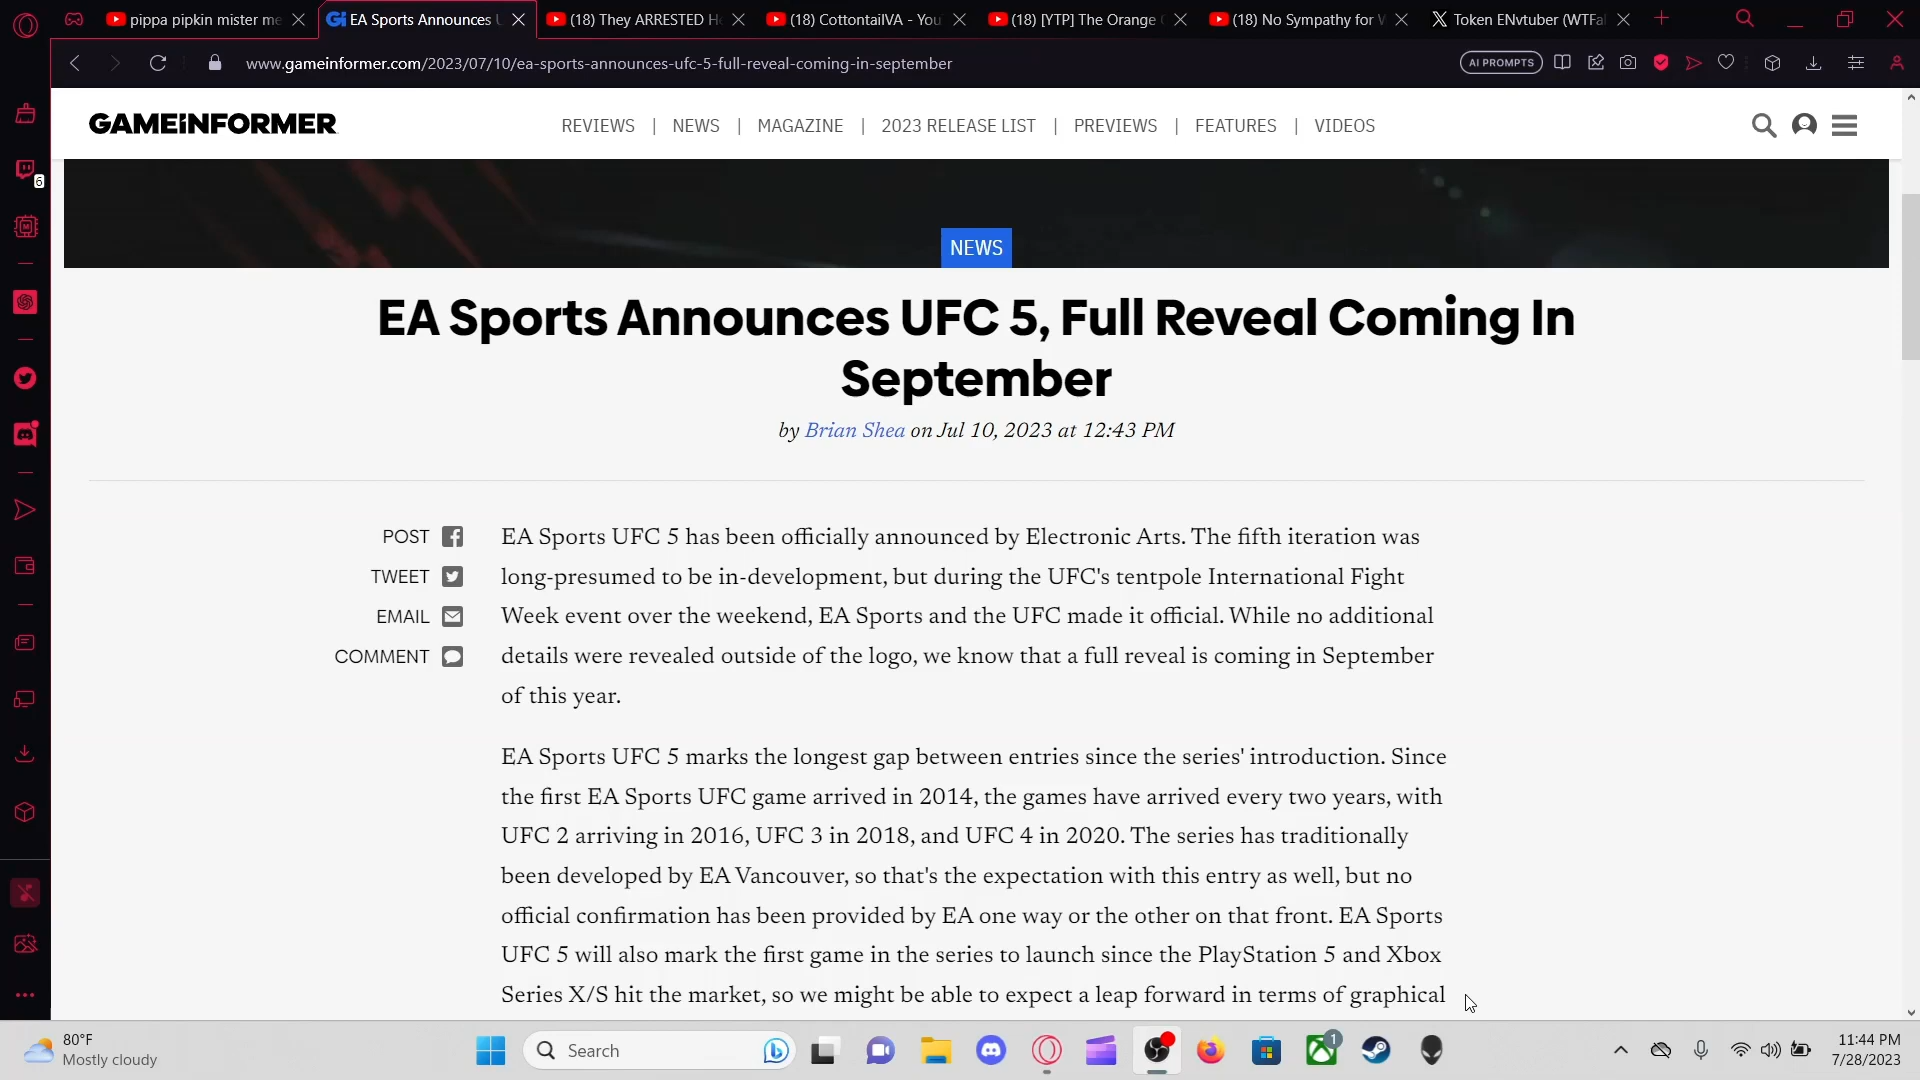 pippa pipkin mister me
EA Sports Announces U
(18) They ARRESTED Ho
(18) CottontailVA - You
(18) [YTP] The Orange
(18) No Sympathy for
Token ENvtuber (WTFa
www.gameinformer.com/2023/07/10/ea-sports-announces-ufc-5-full-reveal-coming-in-september
AI PROMPTS
GAMEINFORMER
REVIEWS | NEWS | MAGAZINE | 2023 RELEASE LIST | PREVIEWS | FEATURES | VIDEOS
6
NEWS
EA Sports Announces UFC 5, Full Reveal Coming In
September
by Brian Shea on Jul 10, 2023 at 12:43 PM
POST
TWEET
EMAIL
COMMENT
EA Sports UFC 5 has been officially announced by Electronic Arts. The fifth iteration was
long-presumed to be in-development, but during the UFC's tentpole International Fight
Week event over the weekend, EA Sports and the UFC made it official. While no additional
details were revealed outside of the logo, we know that a full reveal is coming in September
of this year.
EA Sports UFC 5 marks the longest gap between entries since the series' introduction. Since
the first EA Sports UFC game arrived in 2014, the games have arrived every two years, with
UFC 2 arriving in 2016, UFC 3 in 2018, and UFC 4 in 2020. The series has traditionally
been developed by EA Vancouver, so that's the expectation with this entry as well, but no
official confirmation has been provided by EA one way or the other on that front. EA Sports
UFC 5 will also mark the first game in the series to launch since the PlayStation 5 and Xbox
Series X/S hit the market, so we might be able to expect a leap forward in terms of graphical
80°F
Mostly cloudy
Search
1
11:44 PM
7/28/2023